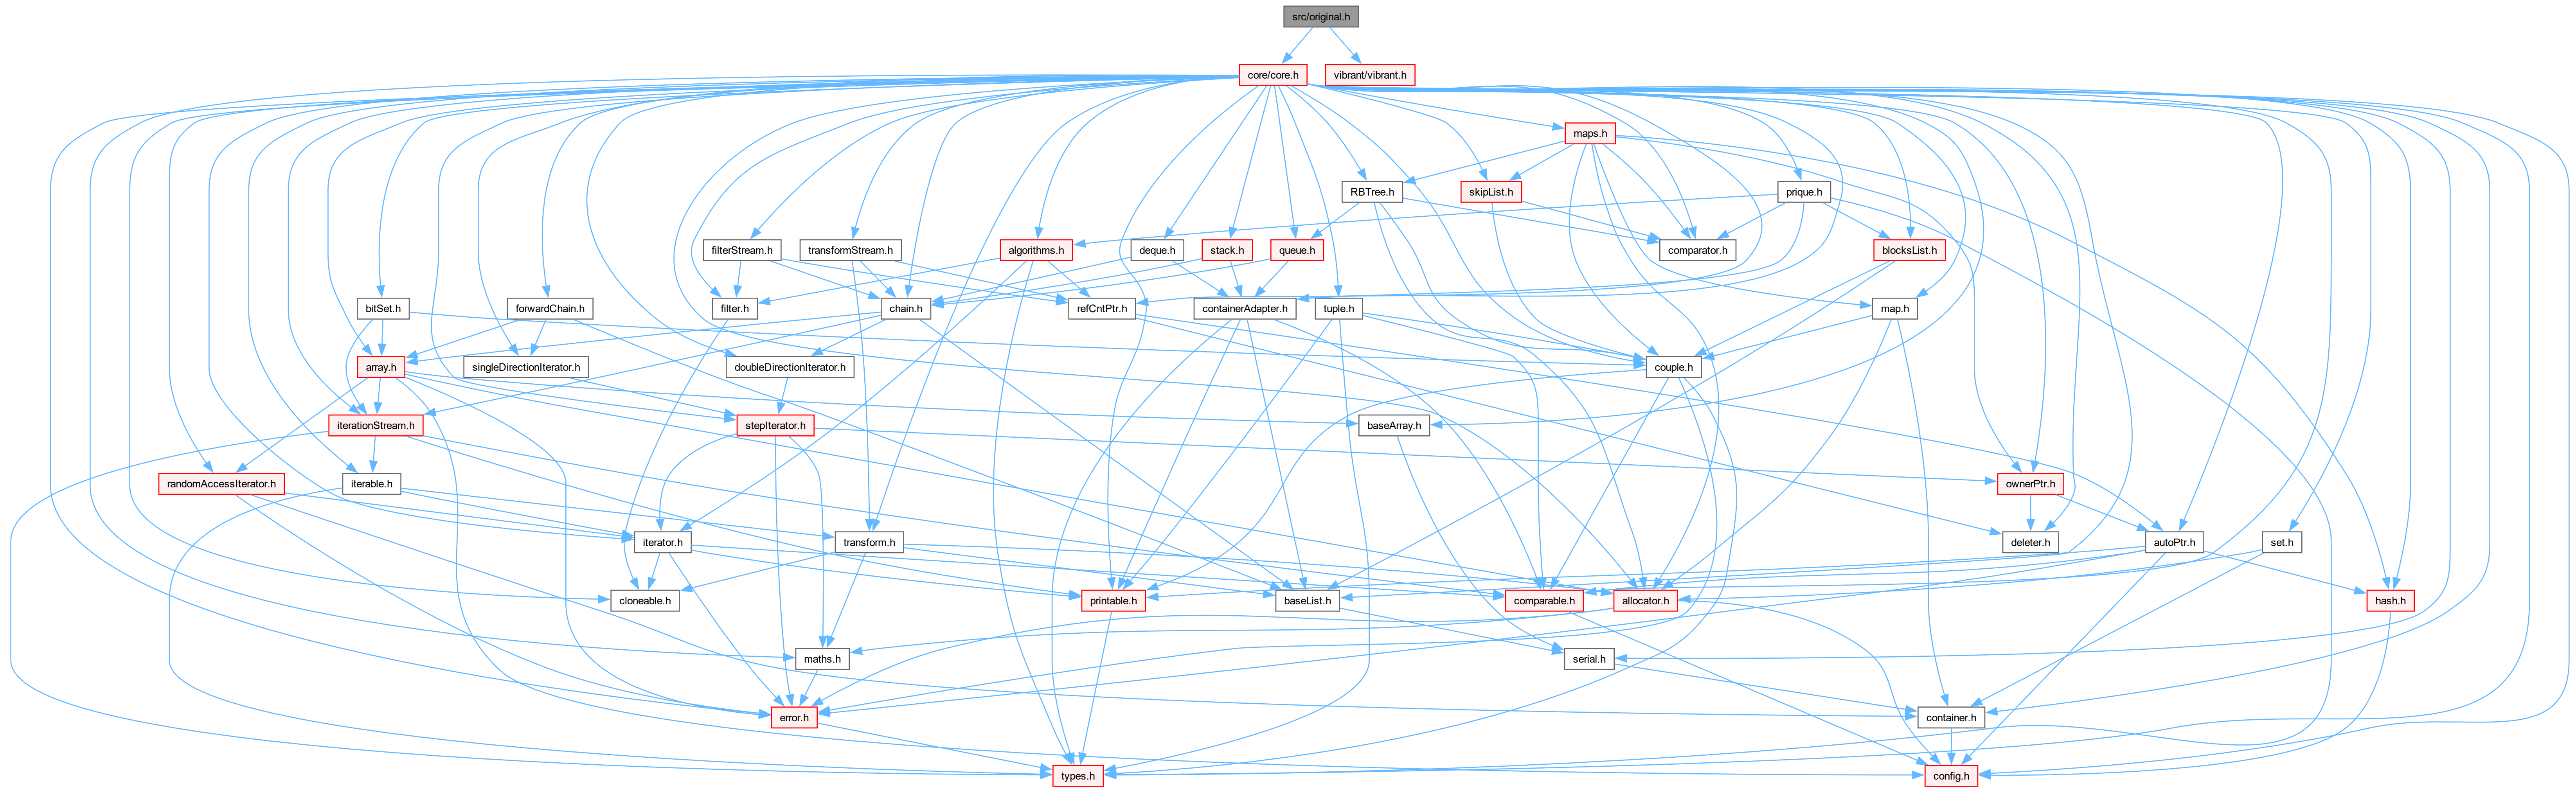 src/original.h
core/core.h
vibrant/vibrant.h
maps.h
RBTree.h
skipList.h
prique.h
filterStream.h
transformStream.h
algorithms.h
deque.h
stack.h
queue.h
comparator.h
blocksList.h
bitSet.h
forwardChain.h
filter.h
chain.h
refCntPtr.h
containerAdapter.h
tuple.h
map.h
array.h
singleDirectionIterator.h
doubleDirectionIterator.h
couple.h
iterationStream.h
stepIterator.h
baseArray.h
randomAccessIterator.h
iterable.h
ownerPtr.h
iterator.h
transform.h
deleter.h
autoPtr.h
set.h
cloneable.h
printable.h
baseList.h
comparable.h
allocator.h
hash.h
maths.h
serial.h
error.h
container.h
types.h
config.h